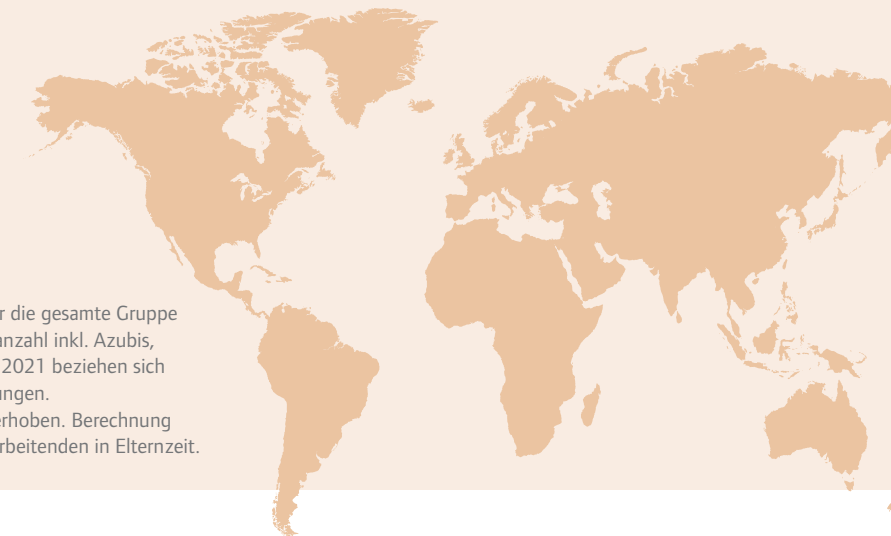 r die gesamte Gruppe
anzahl inkl. Azubis,
2021 beziehen sich
ungen.
erhoben. Berechnung
rbeitenden in Elternzeit.